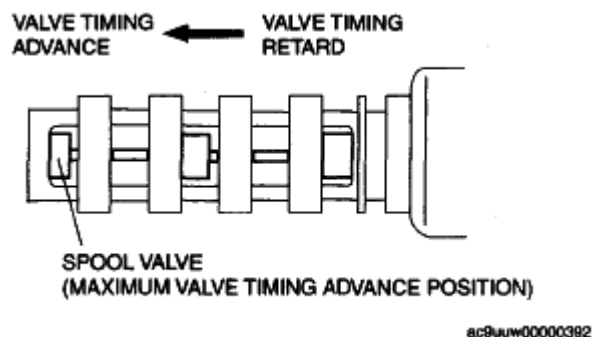 VALVE TIMING
ADVANCE
VALVE TIMING
RETARD
SPOOL VALVE
(MAXIMUM VALVE TIMING ADVANCE POSITION)
ac9uuw00000392